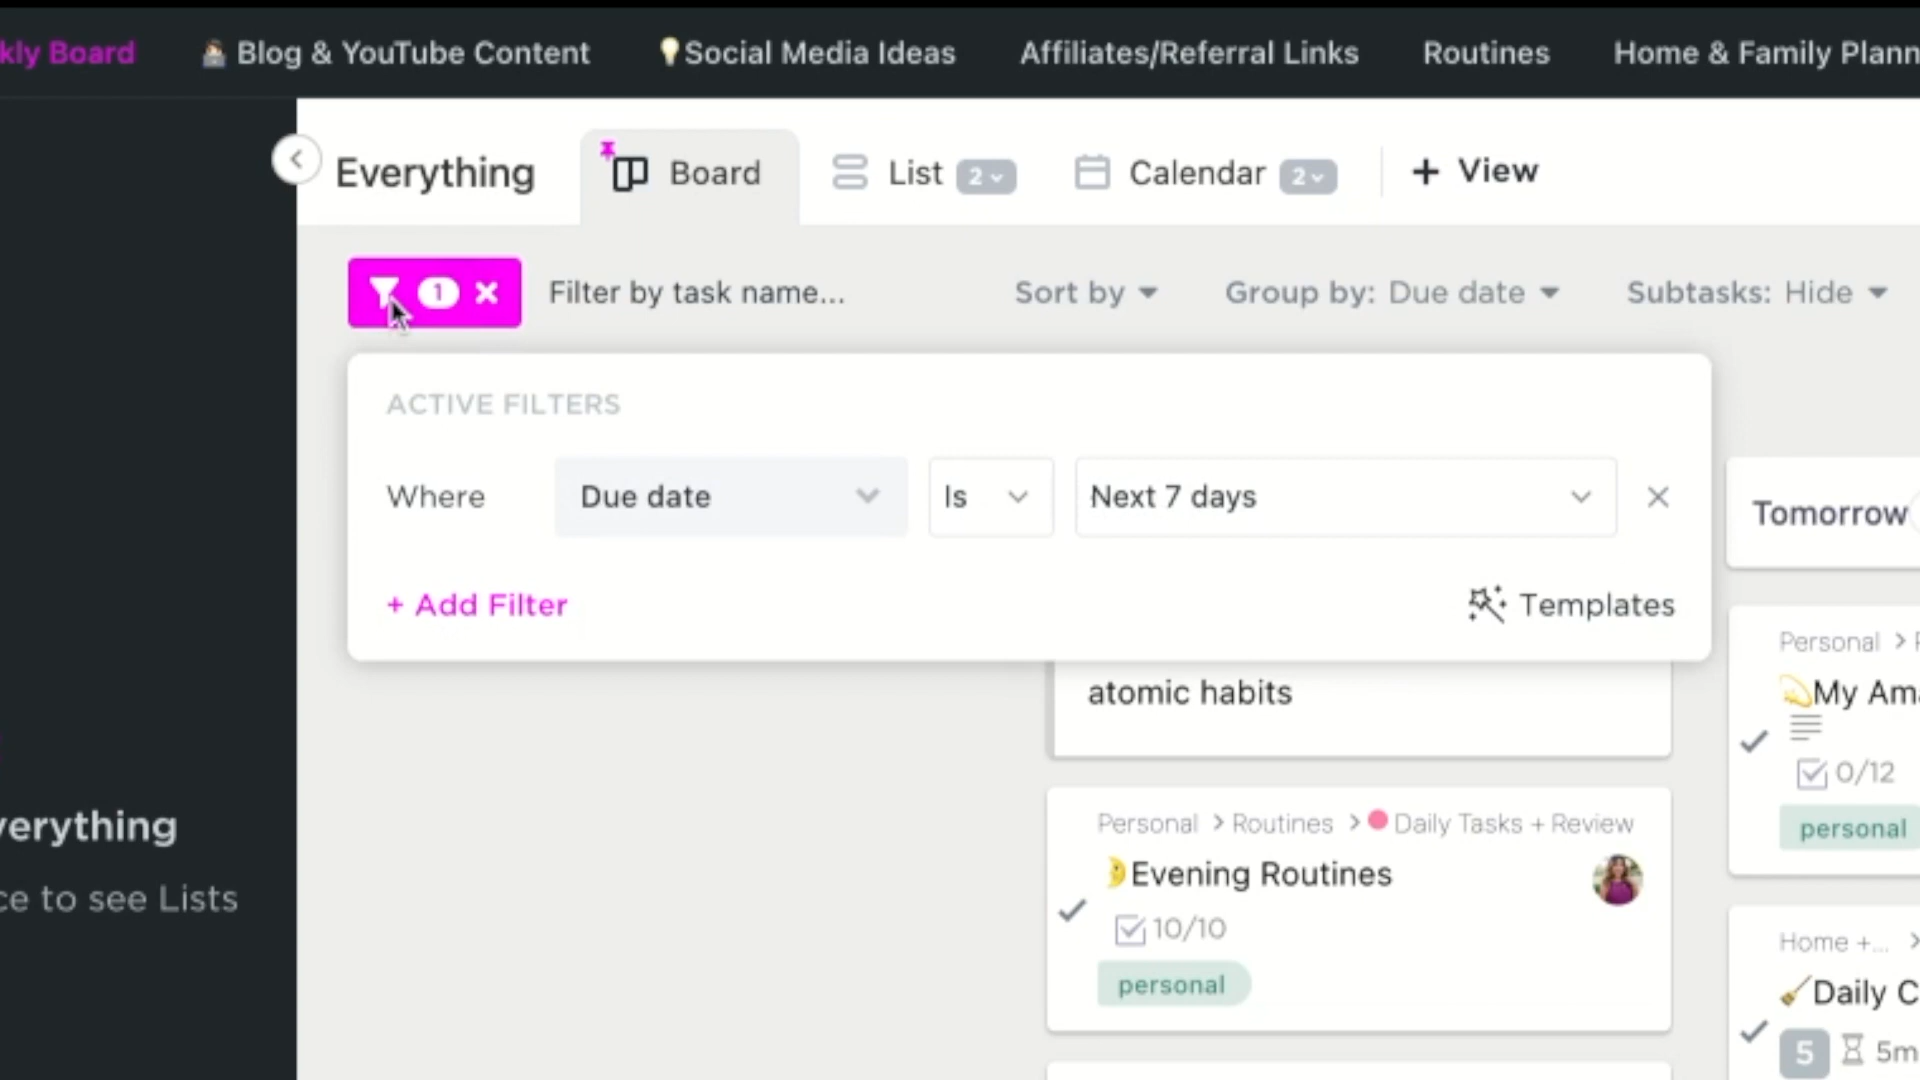 kly Board
Blog & YouTube Content
Social Media Ideas
Affiliates/Referral Links
Routines
Home & Family Plann
Everything
Board
List 2
Calendar 2
+ View
1
Filter by task name...
Sort by
Group by: Due date
Subtasks: Hide
ACTIVE FILTERS
Where
Due date
Is
Next 7 days
+ Add Filter
Templates
atomic habits
Personal > Routines > Daily Tasks + Review
Evening Routines
10/10
personal
Tomorrow
Personal >
My Ama
0/12
personal
Home +... >
Daily C
5
5m
verything
ce to see Lists